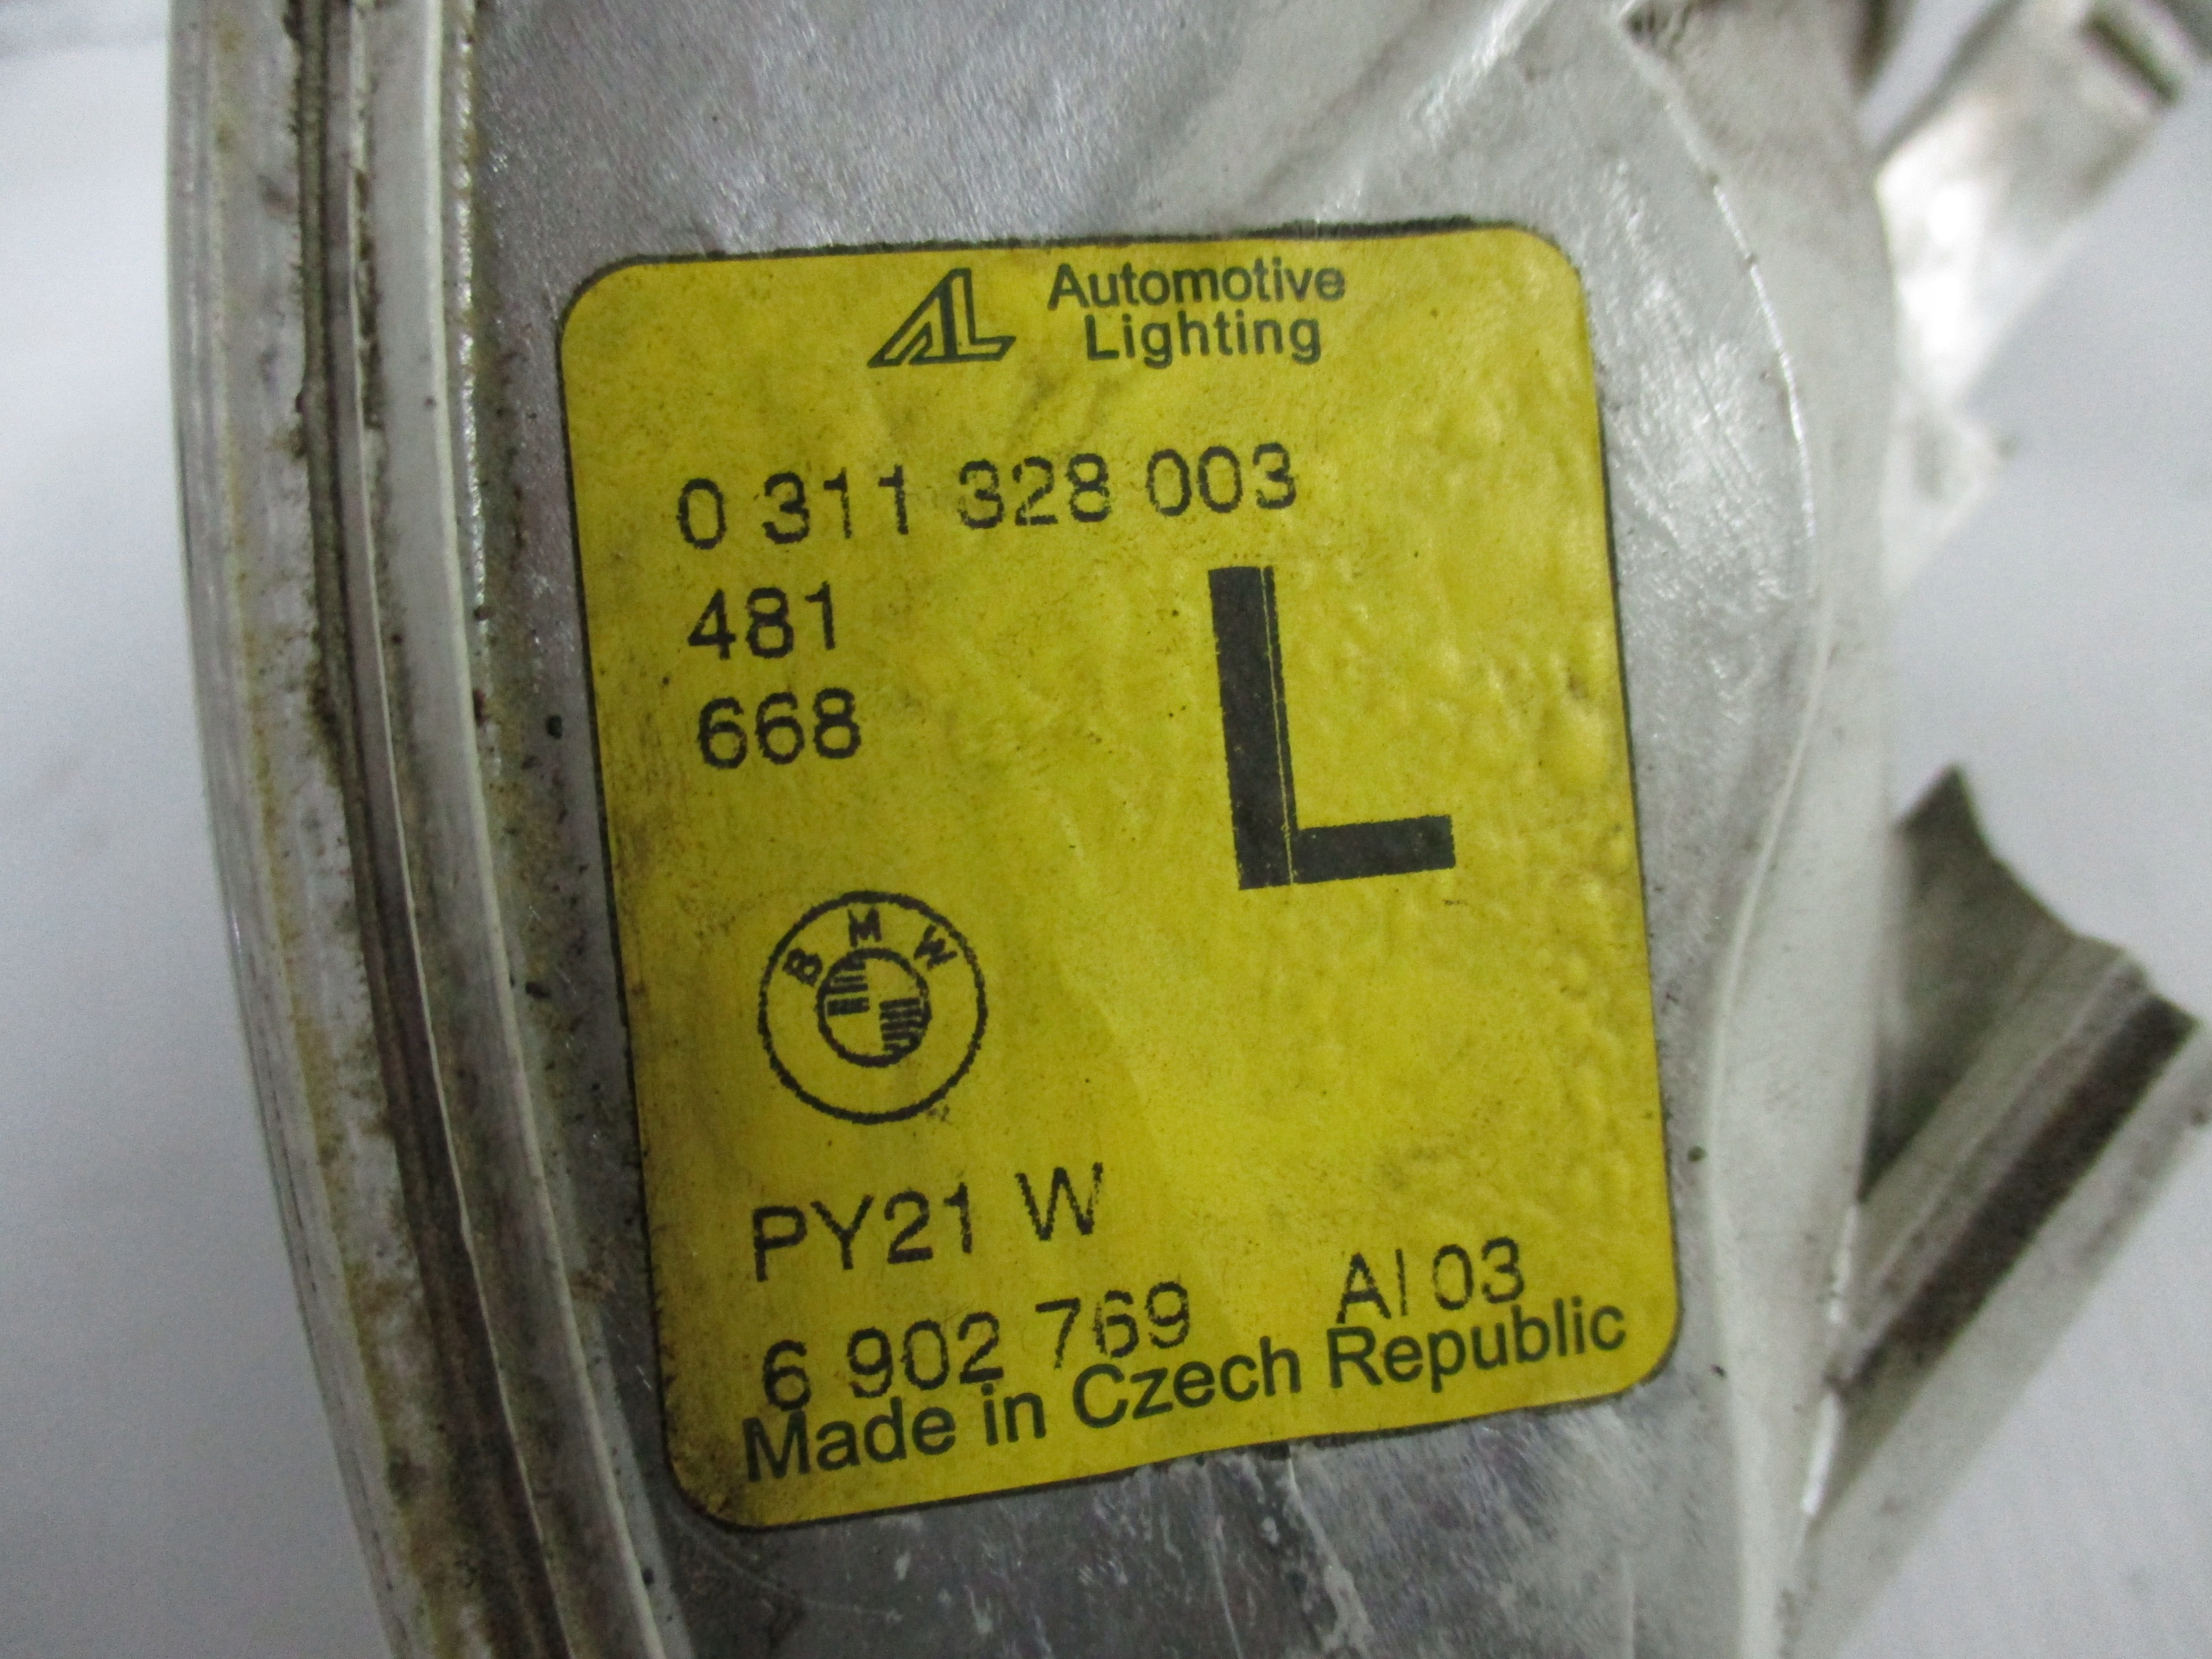 AL Automotive
Lighting
0 311 328 003
481
668
L
BMW
PY21 W
6 902 769 AI 03
Made in Czech Republic